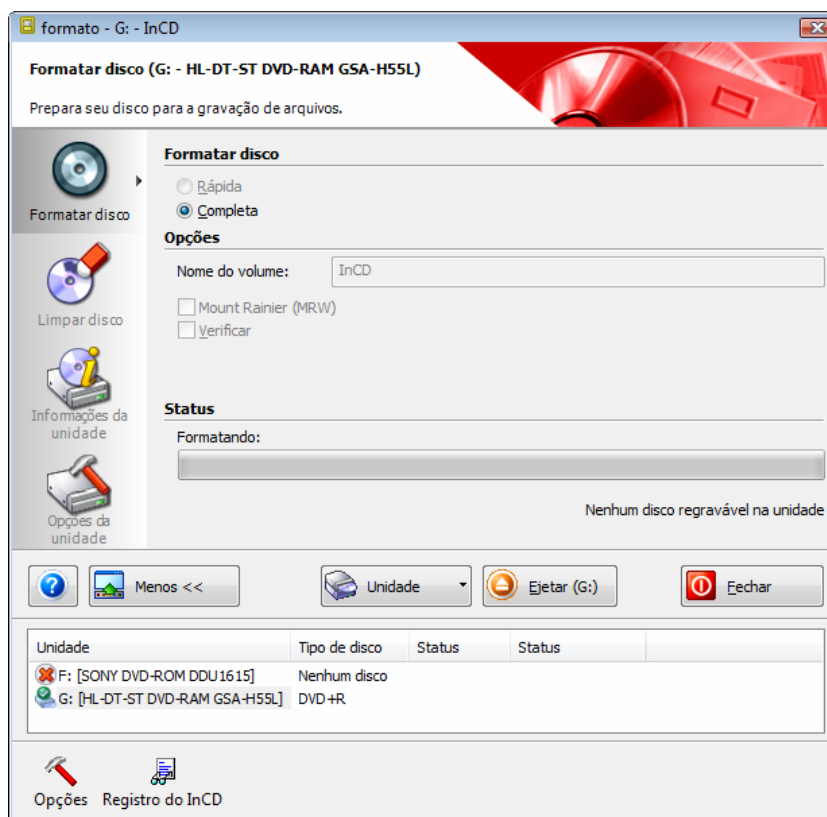 formato - G: - InCD
Formatar disco (G: - HL-DT-ST DVD-RAM GSA-H55L)
Prepara seu disco para a gravação de arquivos.
Formatar disco
Limpar disco
Informações da
unidade
Opções da
unidade
Formatar disco
Rápida
Completa
Opções
Nome do volume: InCD
Mount Rainier (MRW)
Verificar
Status
Formatando:
Nenhum disco regravável na unidade
Menos << Unidade Ejetar (G:) Fechar
Unidade Tipo de disco Status Status
F: [SONY DVD-ROM DDU1615] Nenhum disco
G: [HL-DT-ST DVD-RAM GSA-H55L] DVD+R
Opções Registro do InCD